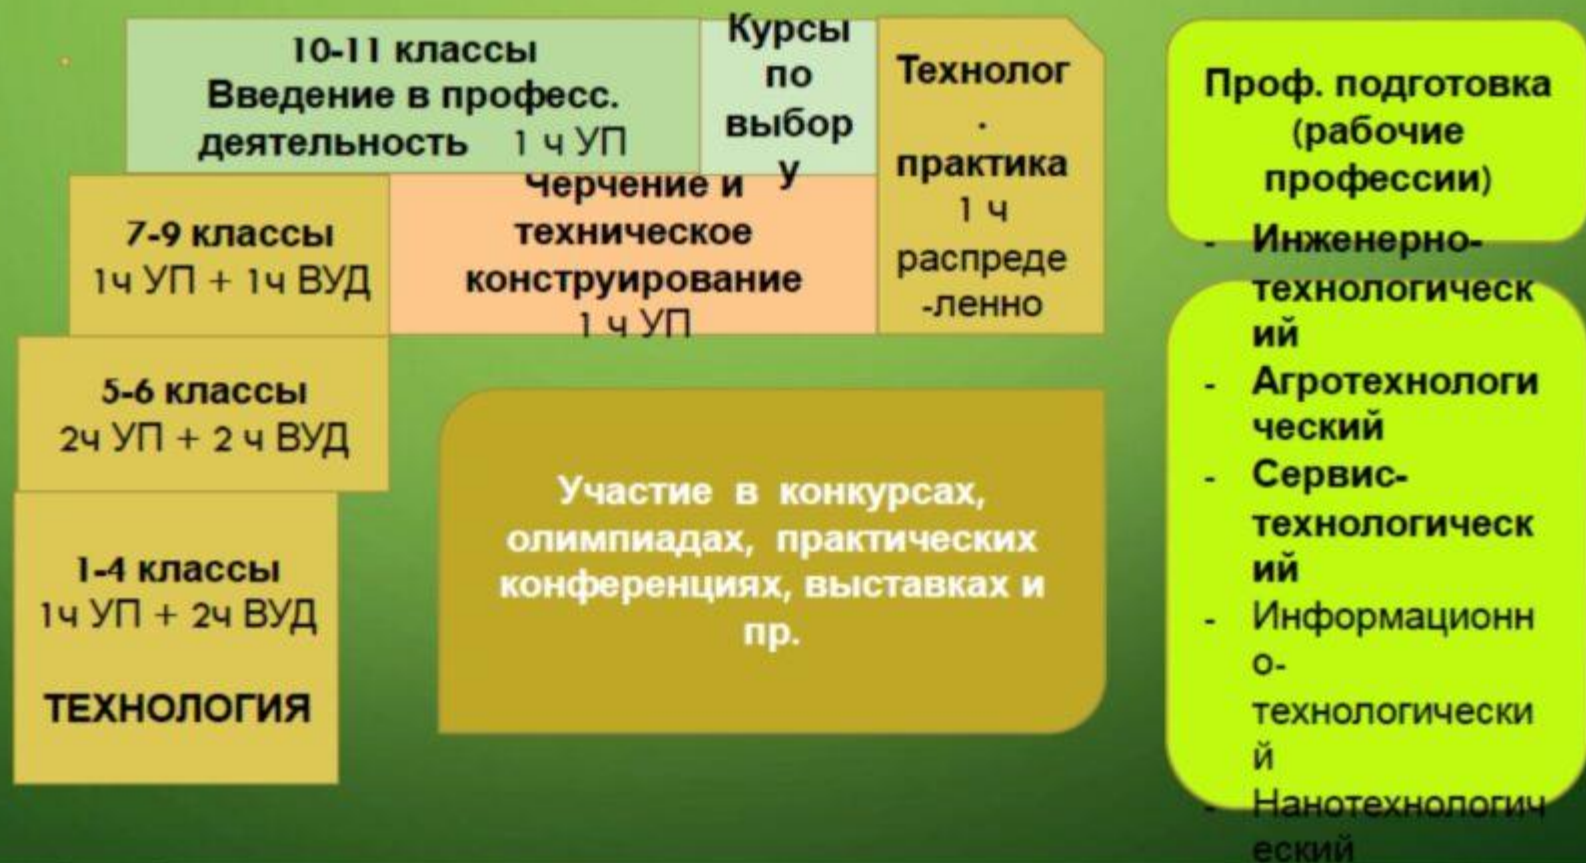 10-11 классы
Введение в професс.
деятельность 1 ч УП
Курсы
по
выбор
у
Технолог
.
практика
1 ч
распреде
-ленно
7-9 классы
1ч УП + 1ч ВУД
Черчение и
техническое
конструирование
1 ч УП
5-6 классы
2ч УП + 2 ч ВУД
1-4 классы
1ч УП + 2ч ВУД
ТЕХНОЛОГИЯ
Участие в конкурсах,
олимпиадах, практических
конференциях, выставках и
пр.
Проф. подготовка
(рабочие
профессии)
- Инженерно-
технологическ
ий
- Агротехнологи
ческий
- Сервис-
технологическ
ий
- Информационн
о-
технологически
й
- Нанотехнологич
еский